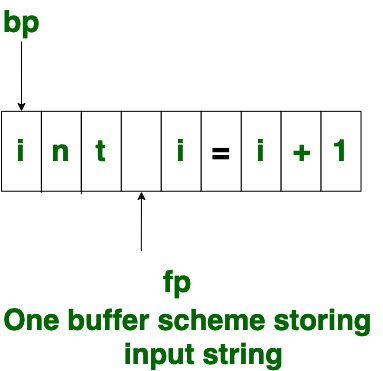 bp
i n t i = i + 1
fp
One buffer scheme storing
input string